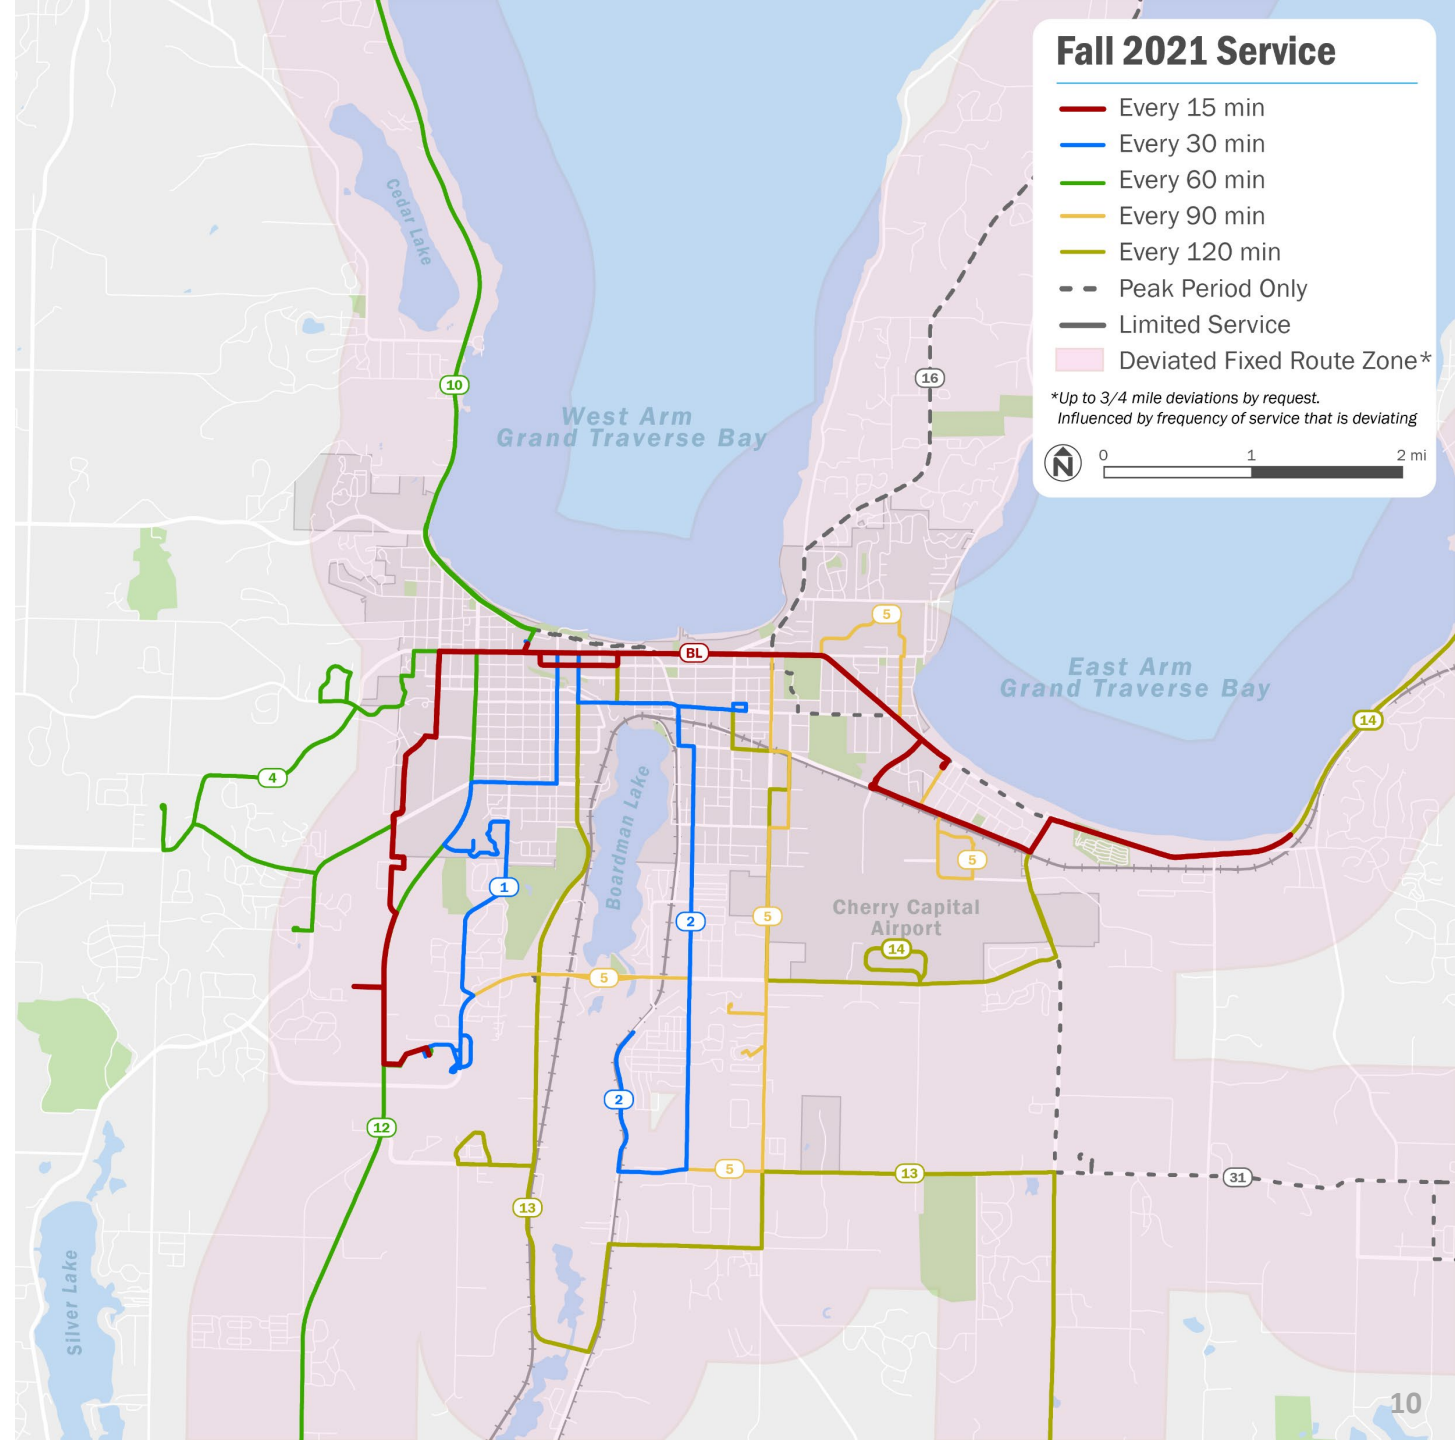 Fall 2021 Service
Every 15 min
Every 30 min
Every 60 min
Every 90 min
Every 120 min
Peak Period Only
Limited Service
Deviated Fixed Route Zone*
*Up to 3/4 mile deviations by request.
Influenced by frequency of service that is deviating
N
0 1 2 mi
Cedar Lake
10
16
West Arm
Grand Traverse Bay
5
BL
East Arm
Grand Traverse Bay
14
4
Boardman Lake
5
1
2
5
Cherry Capital
Airport
14
5
2
12
5
13
31
13
Silver Lake
10